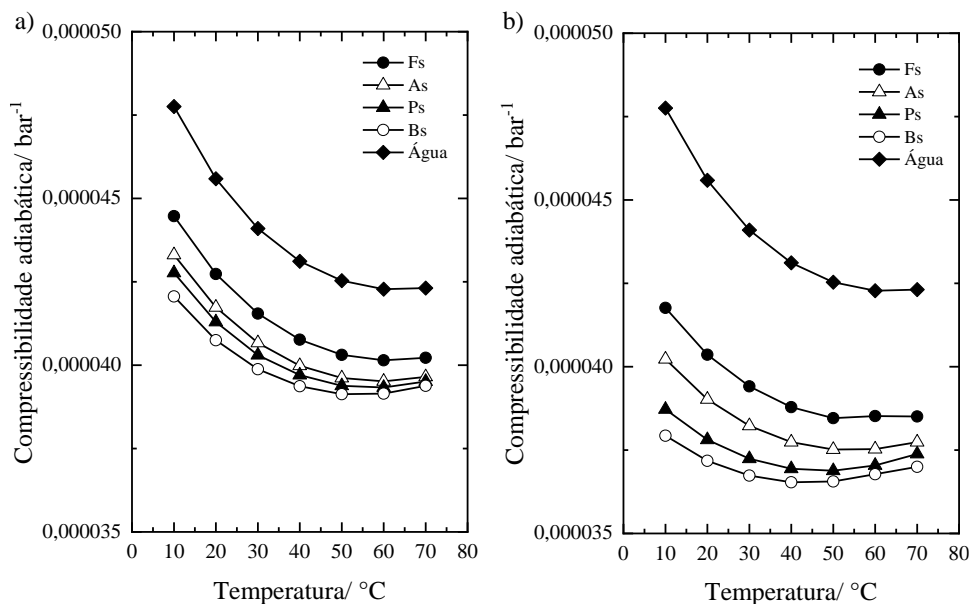 a)
0,000050
0,000045
0,000040
0,000035
Compressibilidade adiabática/ bar⁻¹
Fs
As
Ps
Bs
Água
0 10 20 30 40 50 60 70 80
Temperatura/ °C
b)
0,000050
0,000045
0,000040
0,000035
Compressibilidade adiabática/ bar⁻¹
Fs
As
Ps
Bs
Água
0 10 20 30 40 50 60 70 80
Temperatura/ °C